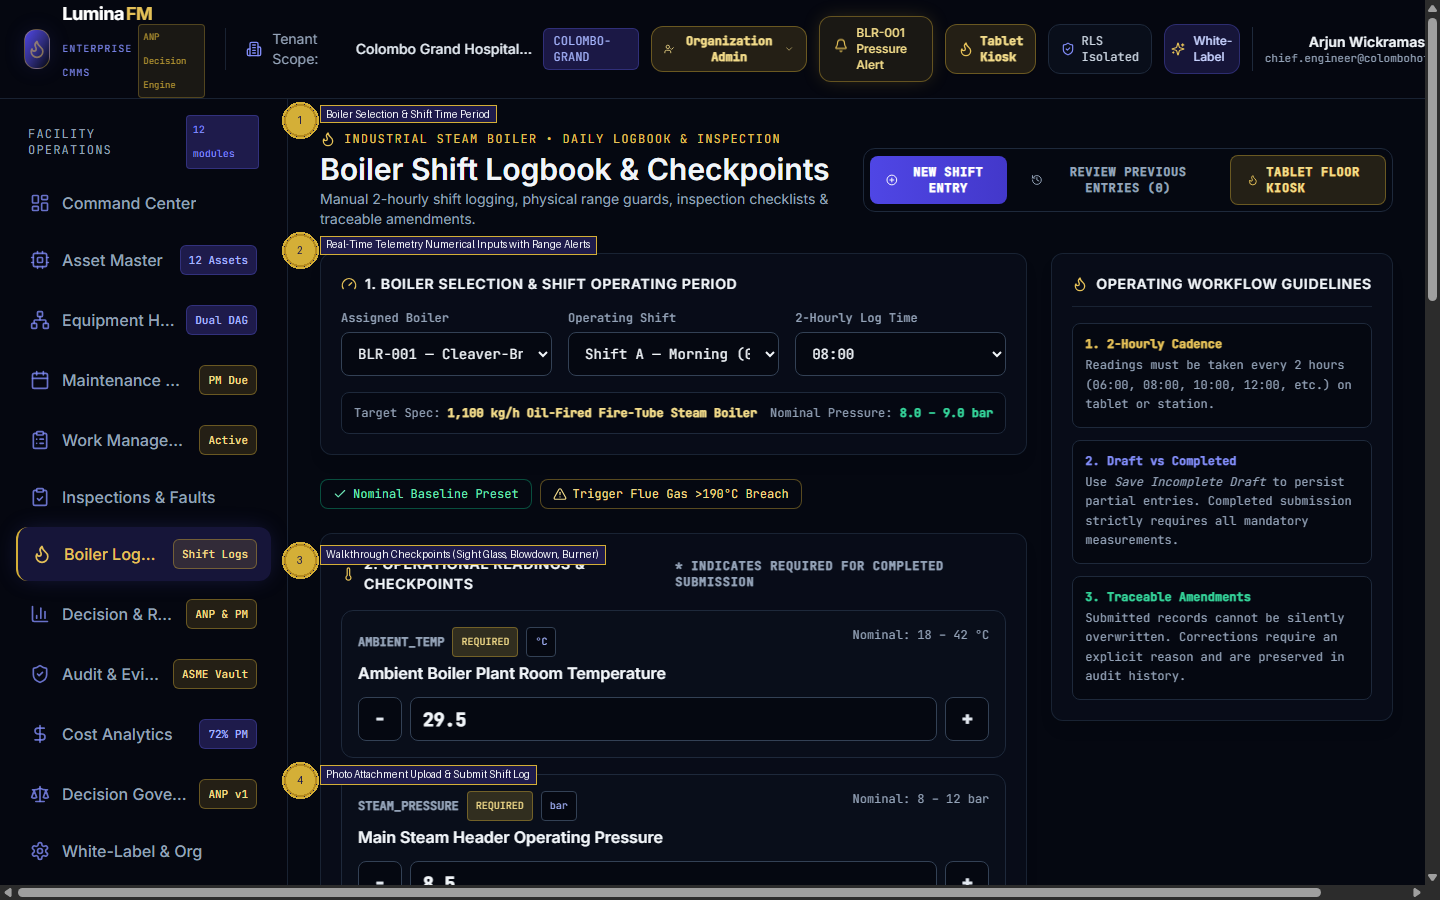 LuminaFM
ENTERPRISE CMMS
ANP Decision Engine
Tenant Scope:
Colombo Grand Hospital...
COLOMBO-GRAND
Organization Admin
BLR-001 Pressure Alert
Tablet Kiosk
RLS Isolated
White-Label
Arjun Wickramas
chief.engineer@colomboho
FACILITY OPERATIONS
12 modules
Command Center
Asset Master
12 Assets
Equipment H...
Dual DAG
Maintenance ...
PM Due
Work Manage...
Active
Inspections & Faults
Boiler Log...
Shift Logs
Decision & R...
ANP & PM
Audit & Evi...
ASME Vault
Cost Analytics
72% PM
Decision Gove...
ANP v1
White-Label & Org
1
Boiler Selection & Shift Time Period
INDUSTRIAL STEAM BOILER • DAILY LOGBOOK & INSPECTION
Boiler Shift Logbook & Checkpoints
Manual 2-hourly shift logging, physical range guards, inspection checklists &
traceable amendments.
NEW SHIFT ENTRY
REVIEW PREVIOUS ENTRIES (0)
TABLET FLOOR KIOSK
2
Real-Time Telemetry Numerical Inputs with Range Alerts
1. BOILER SELECTION & SHIFT OPERATING PERIOD
Assigned Boiler
Operating Shift
2-Hourly Log Time
BLR-001 — Cleaver-Br
Shift A — Morning (0
08:00
Target Spec: 1,100 kg/h Oil-Fired Fire-Tube Steam Boiler
Nominal Pressure: 8.0 – 9.0 bar
Nominal Baseline Preset
Trigger Flue Gas >190°C Breach
3
Walkthrough Checkpoints (Sight Glass, Blowdown, Burner)
2. OPERATIONAL READINGS &
CHECKPOINTS
* INDICATES REQUIRED FOR COMPLETED
SUBMISSION
AMBIENT_TEMP
REQUIRED
°C
Nominal: 18 – 42 °C
Ambient Boiler Plant Room Temperature
-
29.5
+
4
Photo Attachment Upload & Submit Shift Log
STEAM_PRESSURE
REQUIRED
bar
Nominal: 8 – 12 bar
Main Steam Header Operating Pressure
-
8.5
+
OPERATING WORKFLOW GUIDELINES
1. 2-Hourly Cadence
Readings must be taken every 2 hours
(06:00, 08:00, 10:00, 12:00, etc.) on
tablet or station.
2. Draft vs Completed
Use Save Incomplete Draft to persist
partial entries. Completed submission
strictly requires all mandatory
measurements.
3. Traceable Amendments
Submitted records cannot be silently
overwritten. Corrections require an
explicit reason and are preserved in
audit history.